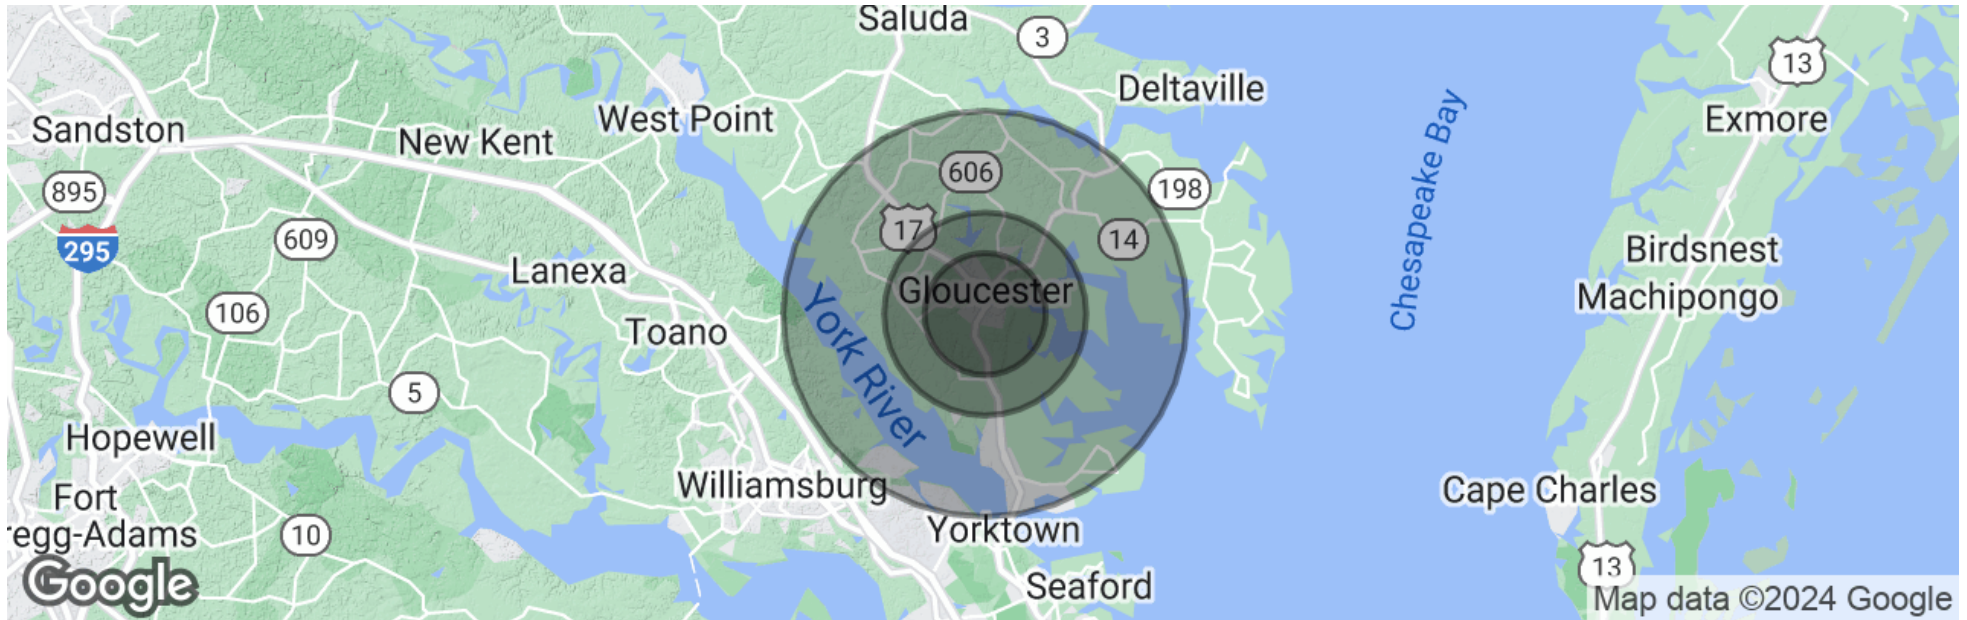 Saluda
3
13
Deltaville
West Point
Exmore
Sandston
New Kent
606
895
198
17
14
295
609
Chesapeake Bay
Birdsnest
Lanexa
Gloucester
Machipongo
106
Toano
York River
5
Hopewell
Williamsburg
Cape Charles
Fort
regg-Adams
10
Yorktown
13
Google
Seaford
Map data ©2024 Google